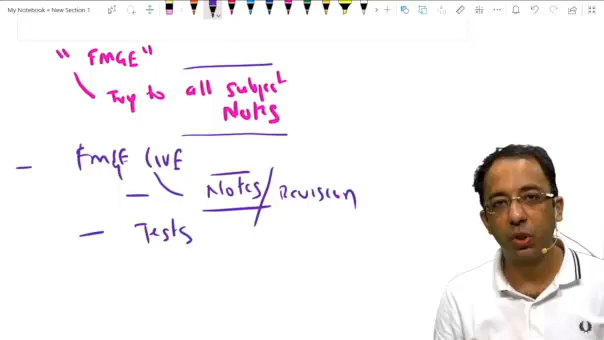 My Notebook » New Section 1
"FMGE"
Try to all subject
Notes
- FMGE LIVE
- Notes/Revision
- Tests